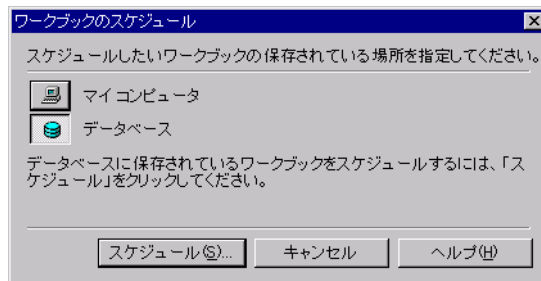 ワークブックのスケジュール
スケジュールしたいワークブックの保存されている場所を指定してください。
マイ コンピュータ
データベース
データベースに保存されているワークブックをスケジュールするには、「ス
ケジュール」をクリックしてください。
スケジュール(S)... キャンセル ヘルプ(H)